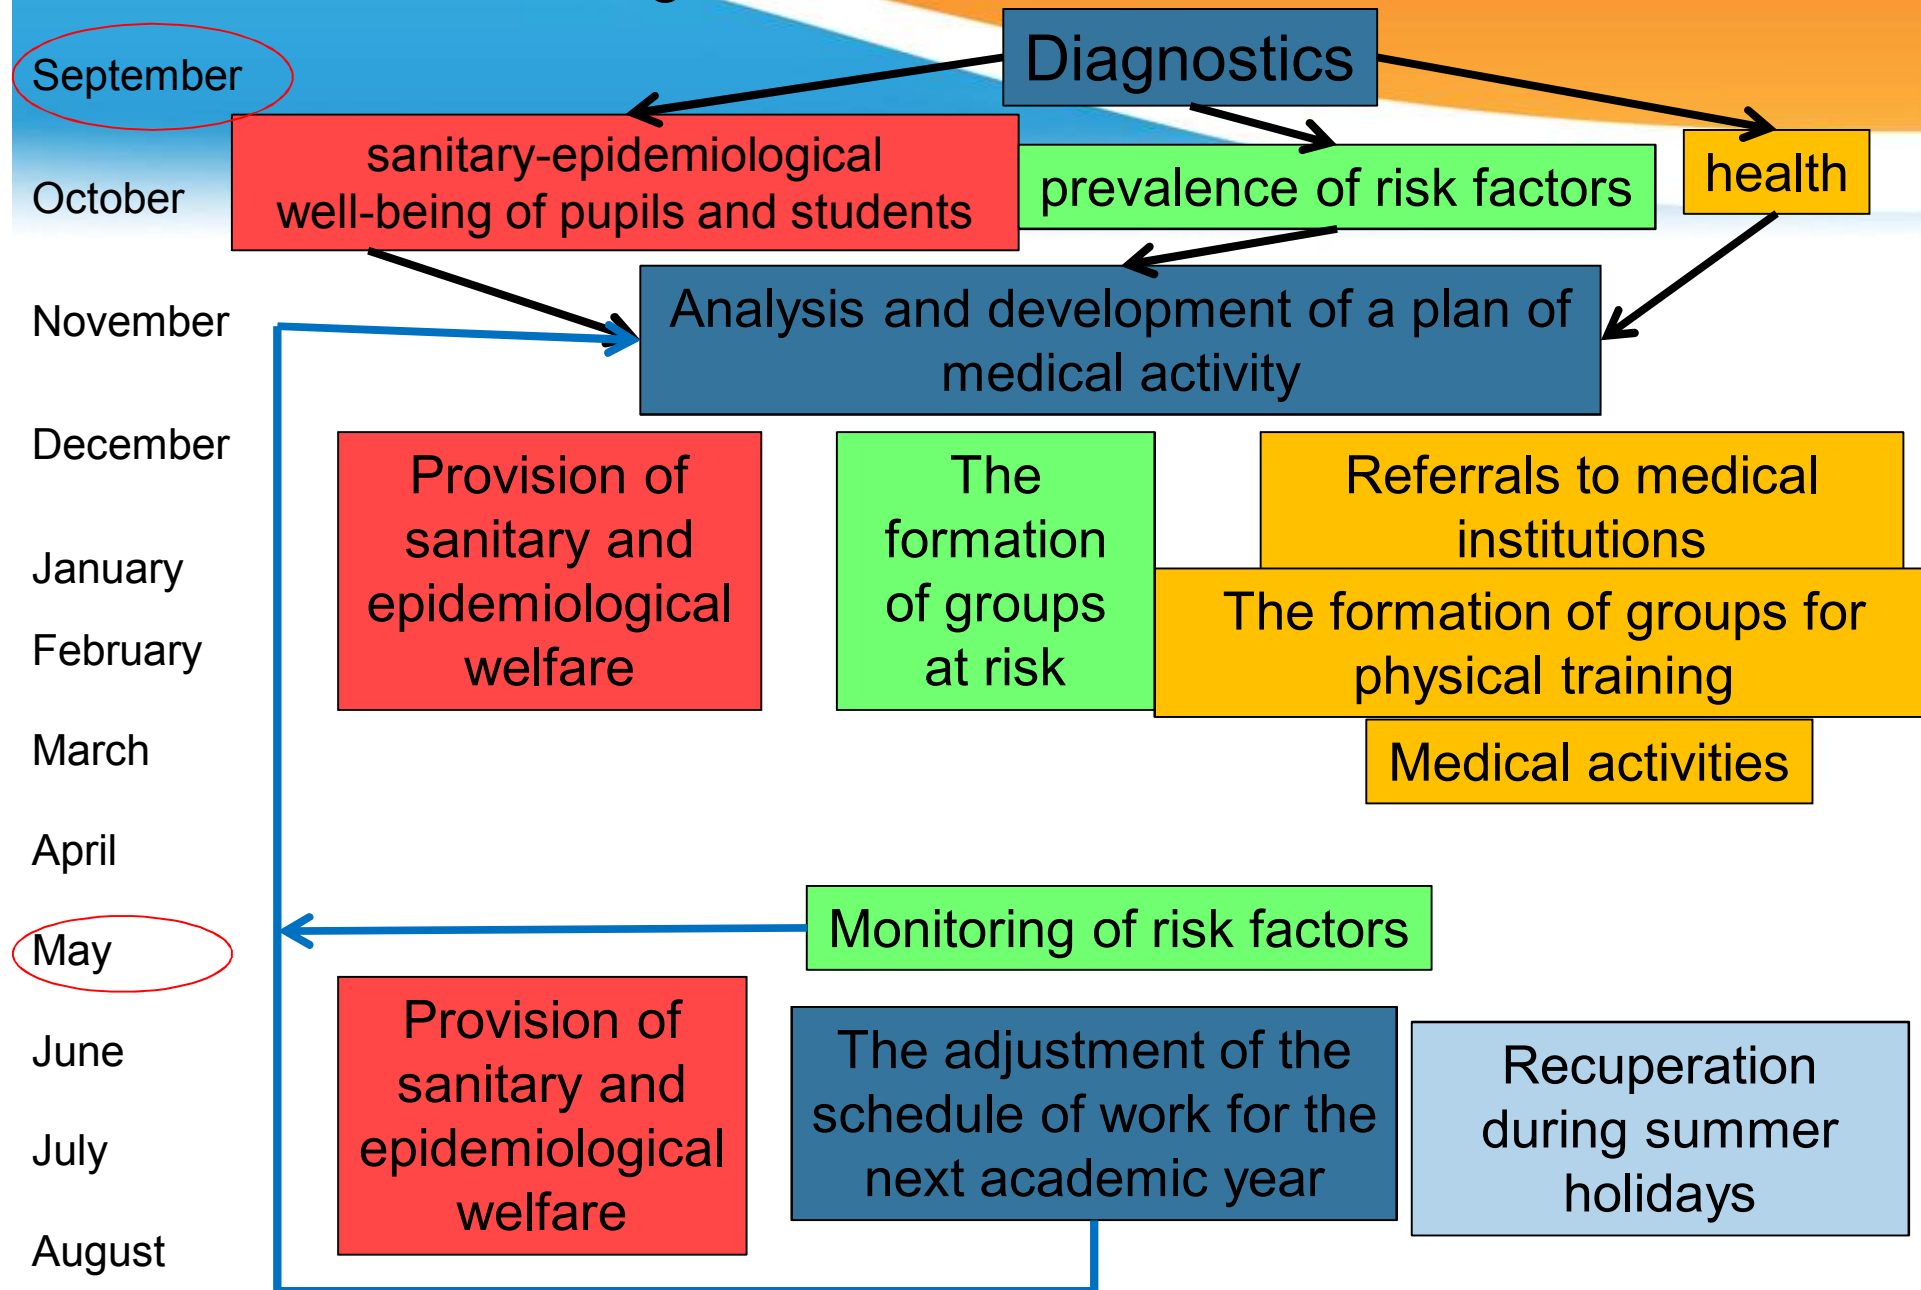 September
Diagnostics
sanitary-epidemiological
well-being of pupils and students
prevalence of risk factors
health
October
November
Analysis and development of a plan of
medical activity
December
Provision of
sanitary and
epidemiological
welfare
The
formation
of groups
at risk
Referrals to medical
institutions
January
The formation of groups for
physical training
February
March
Medical activities
April
May
Monitoring of risk factors
June
Provision of
sanitary and
epidemiological
welfare
The adjustment of the
schedule of work for the
next academic year
Recuperation
during summer
holidays
July
August